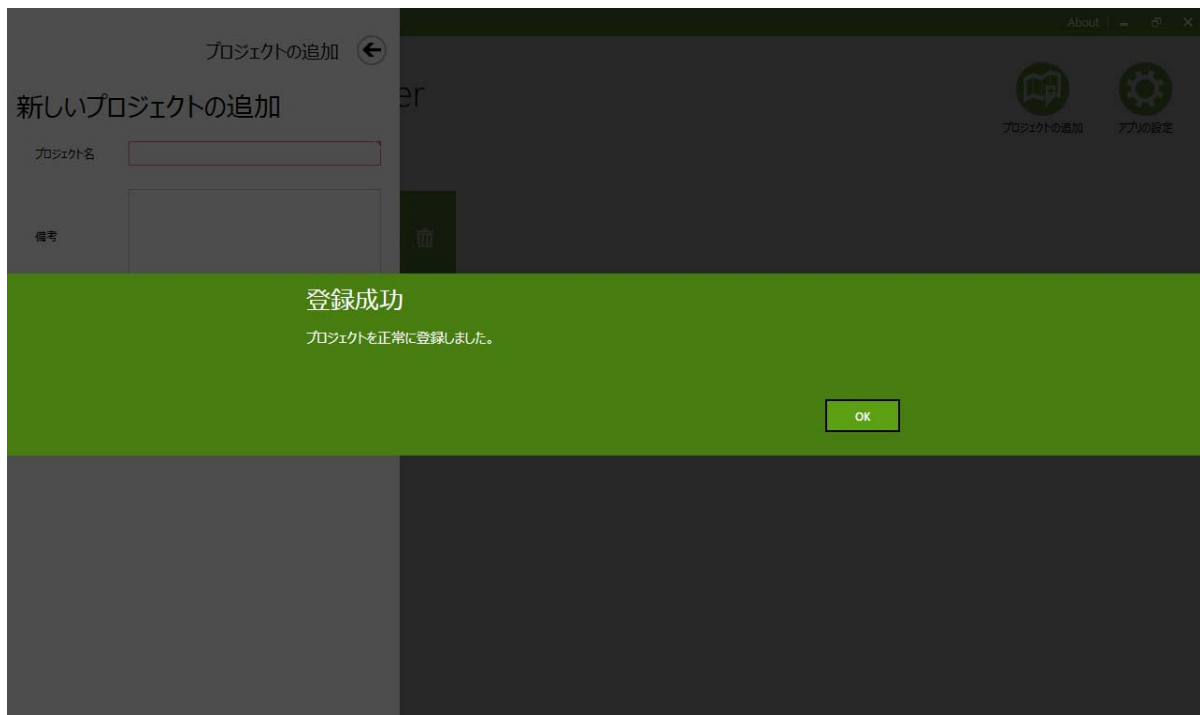 About
プロジェクトの追加
新しいプロジェクトの追加
er
プロジェクトの追加
アプリの設定
プロジェクト名
備考
登録成功
プロジェクトを正常に登録しました。
OK